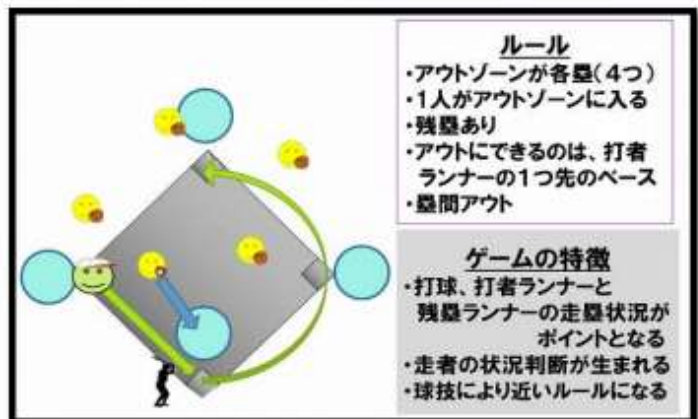 ルール
・アウトゾーンが各塁(4つ)
・1人がアウトゾーンに入る
・残塁あり
・アウトにできるのは、打者
ランナーの1つ先のベース
・塁間アウト
ゲームの特徴
・打球、打者ランナーと
残塁ランナーの走塁状況が
ポイントとなる
・走者の状況判断が生まれる
・球技により近いルールになる